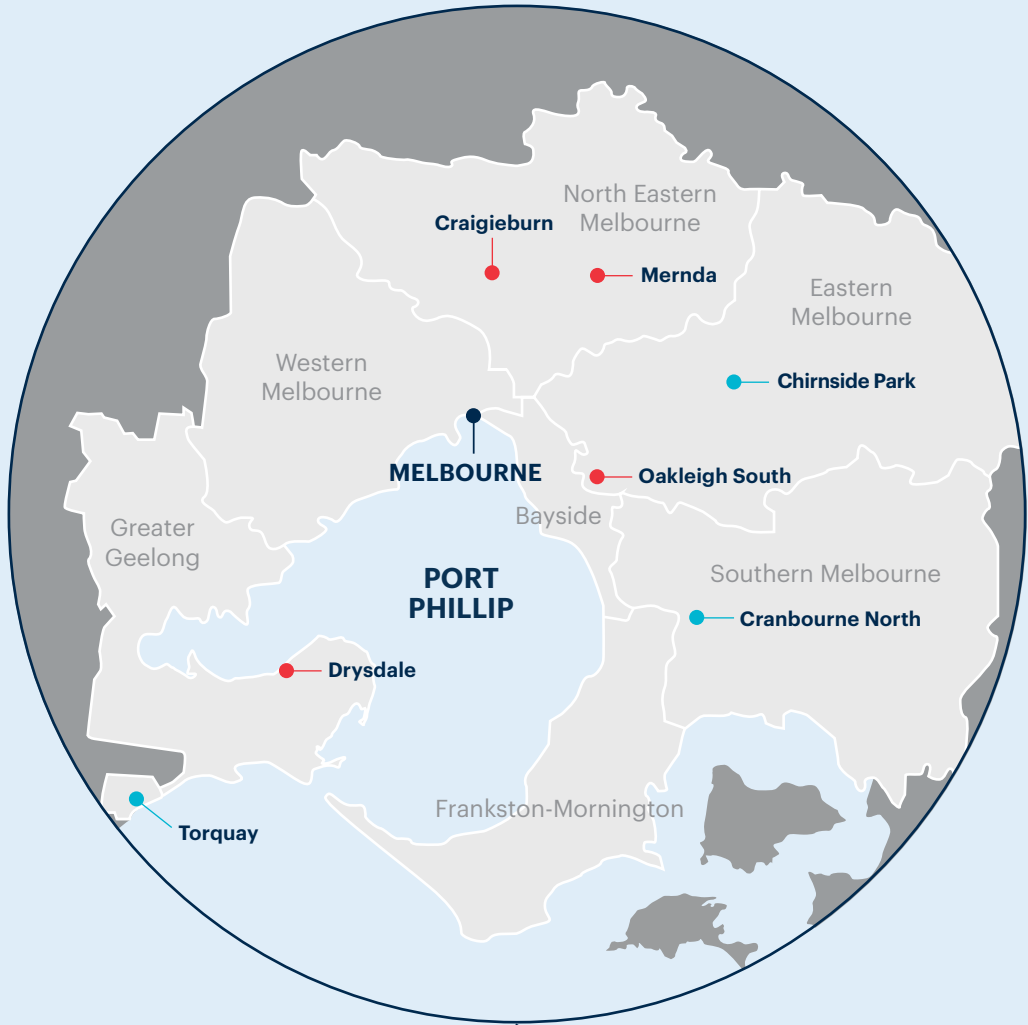 North Eastern
Melbourne
Craigieburn
Mernda
Eastern
Melbourne
Western
Melbourne
Chirnside Park
MELBOURNE
Oakleigh South
Bayside
Greater
Geelong
PORT
PHILLIP
Southern Melbourne
Cranbourne North
Drysdale
Frankston-Mornington
Torquay